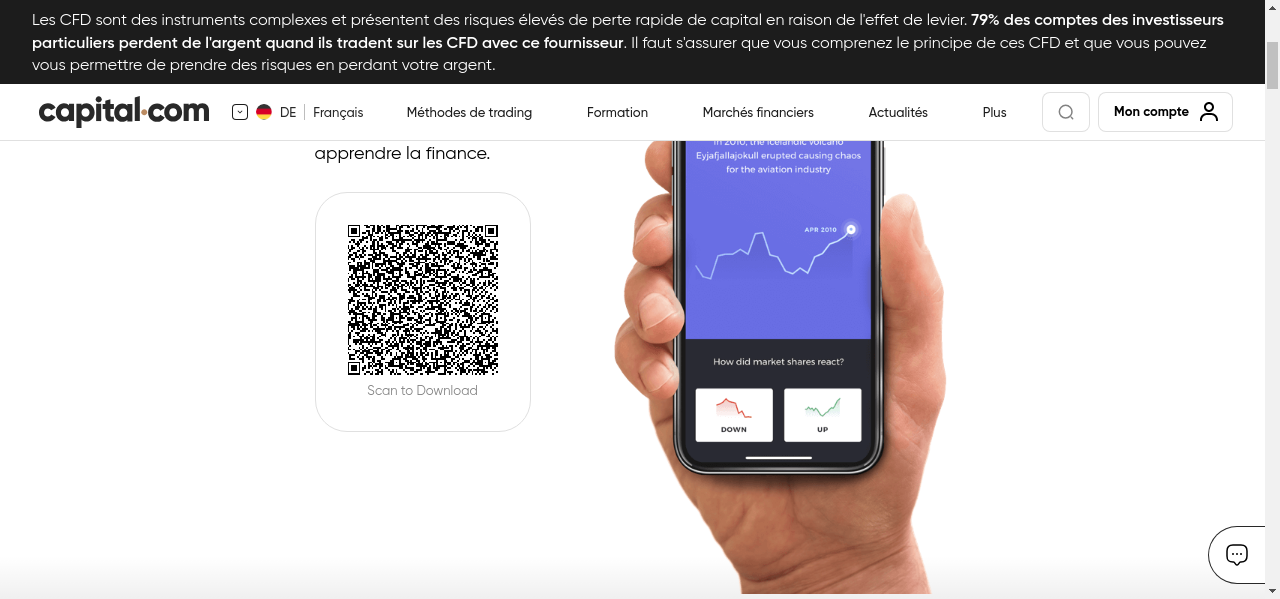 Les CFD sont des instruments complexes et présentent des risques élevés de perte rapide de capital en raison de l'effet de levier. 79% des comptes des investisseurs
particuliers perdent de l'argent quand ils tradent sur les CFD avec ce fournisseur. Il faut s'assurer que vous comprenez le principe de ces CFD et que vous pouvez
vous permettre de prendre des risques en perdant votre argent.
capital.com
DE
Français
Méthodes de trading
Formation
Marchés financiers
Actualités
Plus
Mon compte
apprendre la finance.
In 2010, the Icelandic volcano
Eyjafjallajokull erupted causing chaos
for the aviation industry
APR 2010
How did market shares react?
DOWN
UP
Scan to Download